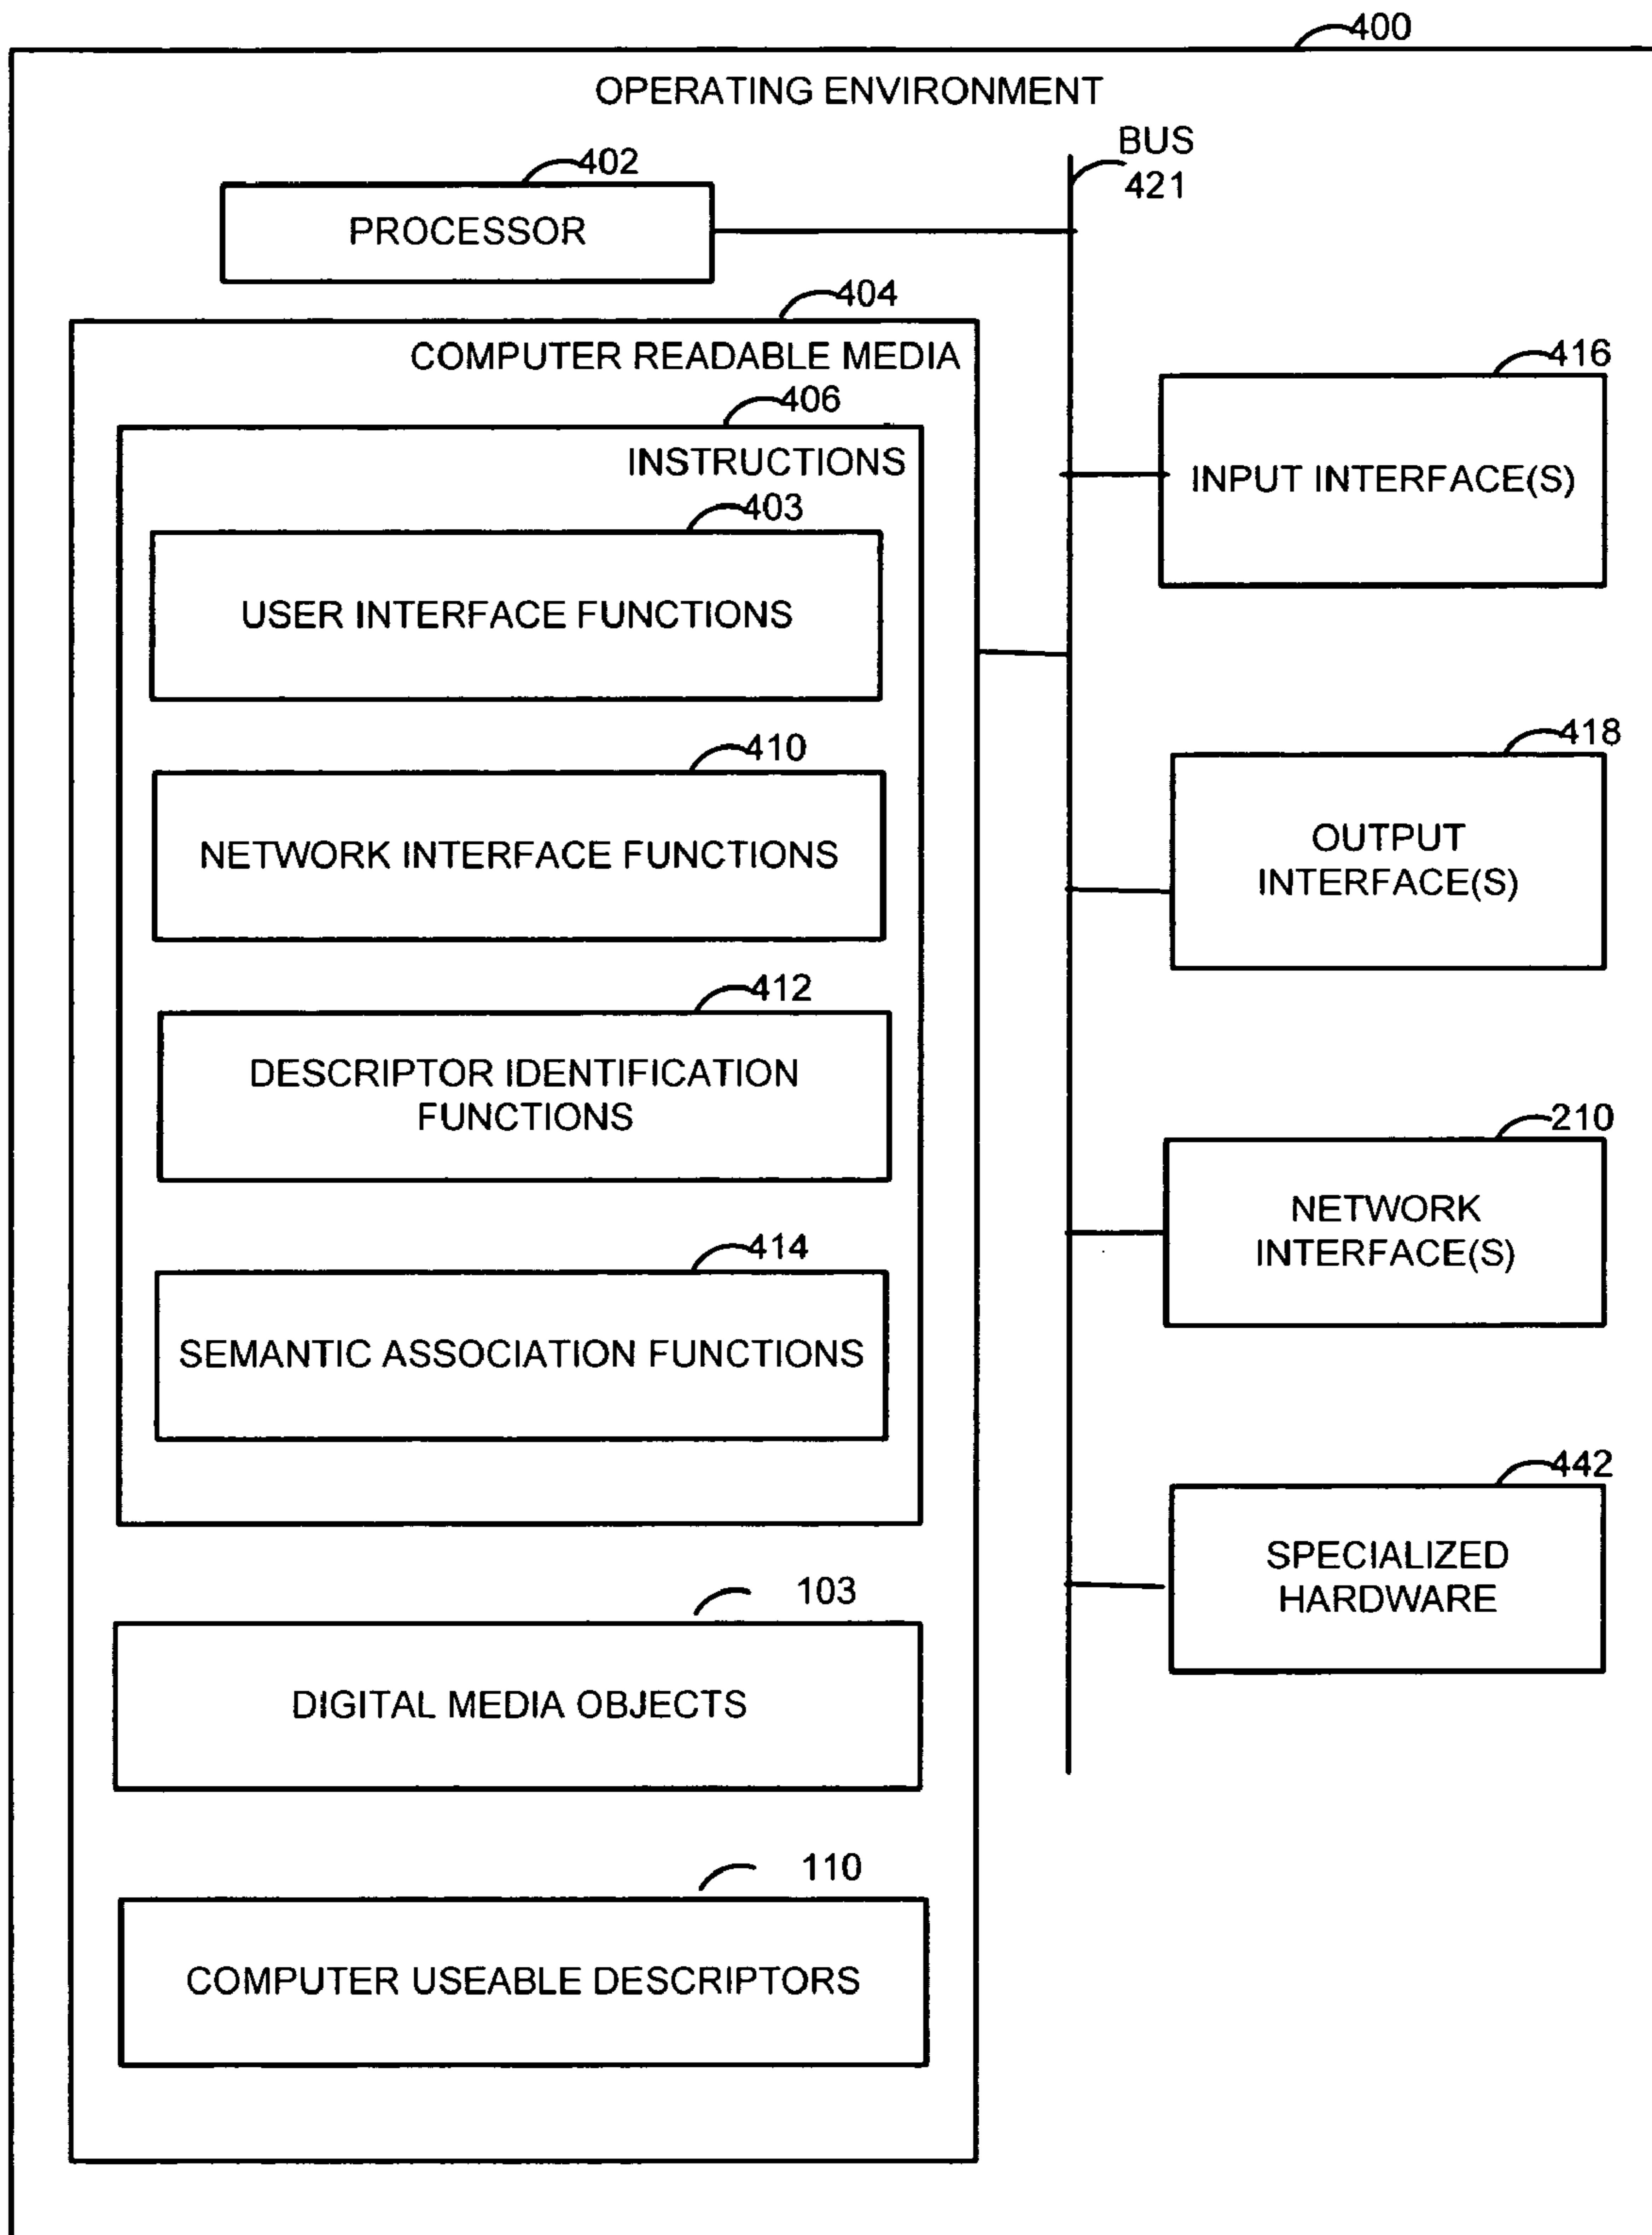 400
OPERATING ENVIRONMENT
BUS
421
402
PROCESSOR
404
COMPUTER READABLE MEDIA
406
INSTRUCTIONS
403
USER INTERFACE FUNCTIONS
410
NETWORK INTERFACE FUNCTIONS
412
DESCRIPTOR IDENTIFICATION
FUNCTIONS
414
SEMANTIC ASSOCIATION FUNCTIONS
103
DIGITAL MEDIA OBJECTS
110
COMPUTER USEABLE DESCRIPTORS
416
INPUT INTERFACE(S)
418
OUTPUT
INTERFACE(S)
210
NETWORK
INTERFACE(S)
442
SPECIALIZED
HARDWARE